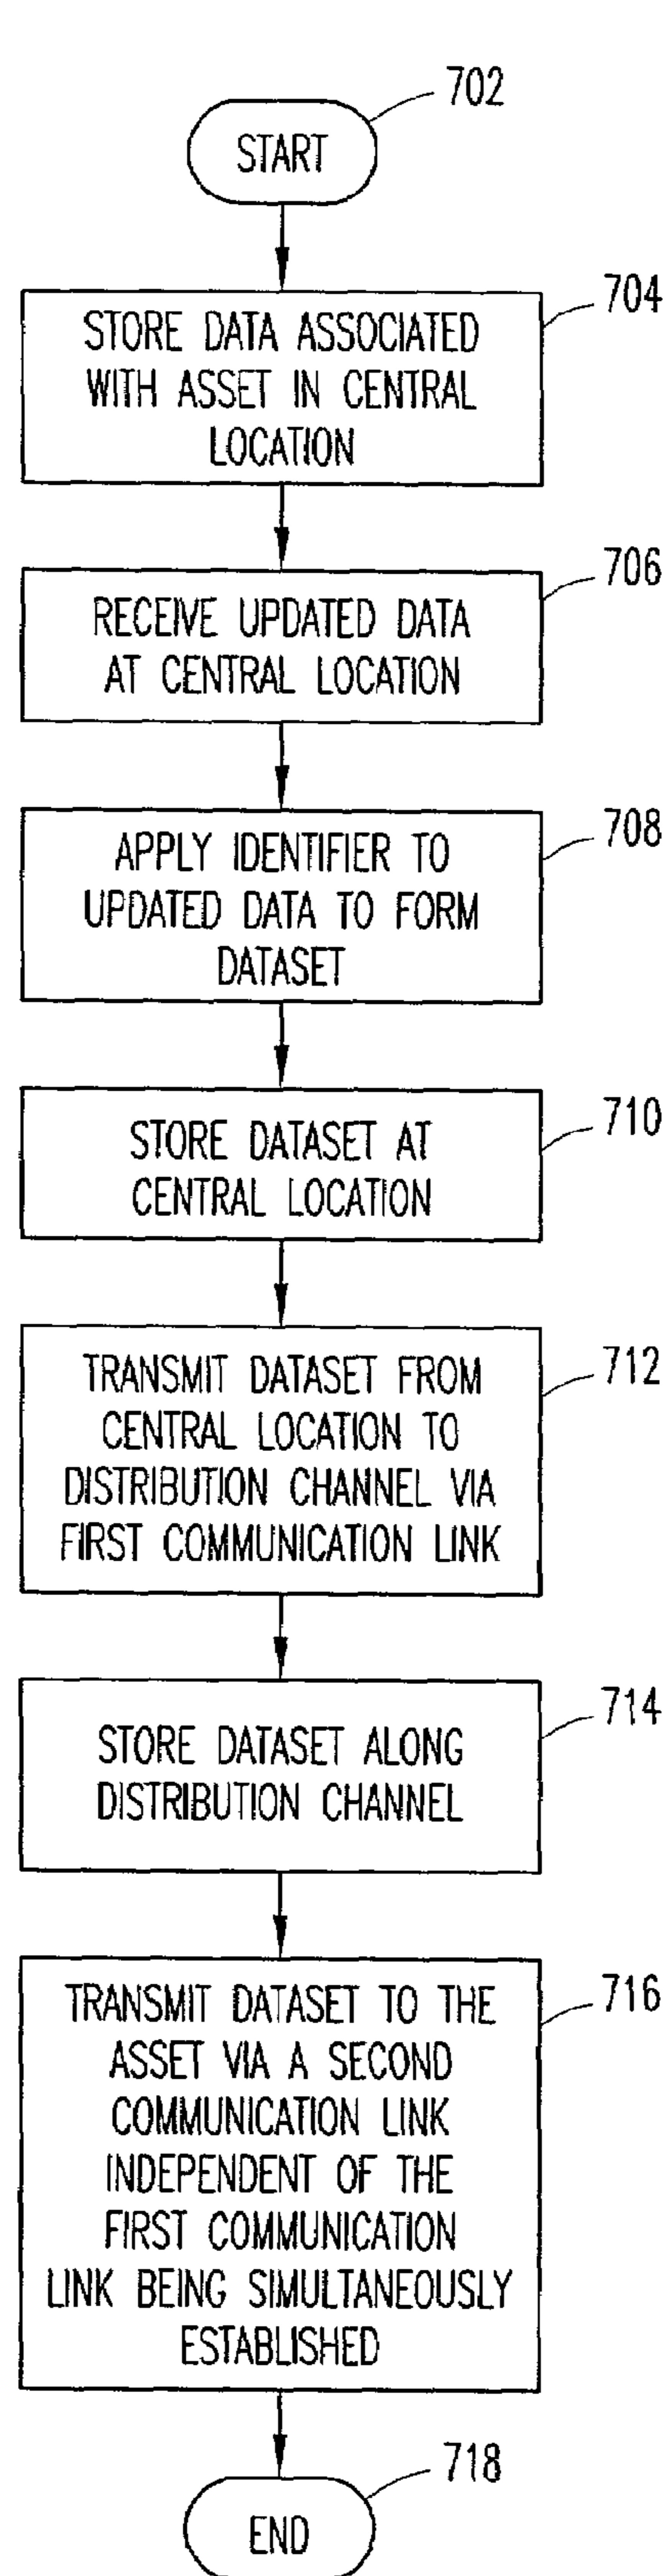 702
START
704
STORE DATA ASSOCIATED
WITH ASSET IN CENTRAL
LOCATION
706
RECEIVE UPDATED DATA
AT CENTRAL LOCATION
708
APPLY IDENTIFIER TO
UPDATED DATA TO FORM
DATASET
710
STORE DATASET AT
CENTRAL LOCATION
712
TRANSMIT DATASET FROM
CENTRAL LOCATION TO
DISTRIBUTION CHANNEL VIA
FIRST COMMUNICATION LINK
714
STORE DATASET ALONG
DISTRIBUTION CHANNEL
716
TRANSMIT DATASET TO THE
ASSET VIA A SECOND
COMMUNICATION LINK
INDEPENDENT OF THE
FIRST COMMUNICATION
LINK BEING SIMULTANEOUSLY
ESTABLISHED
718
END